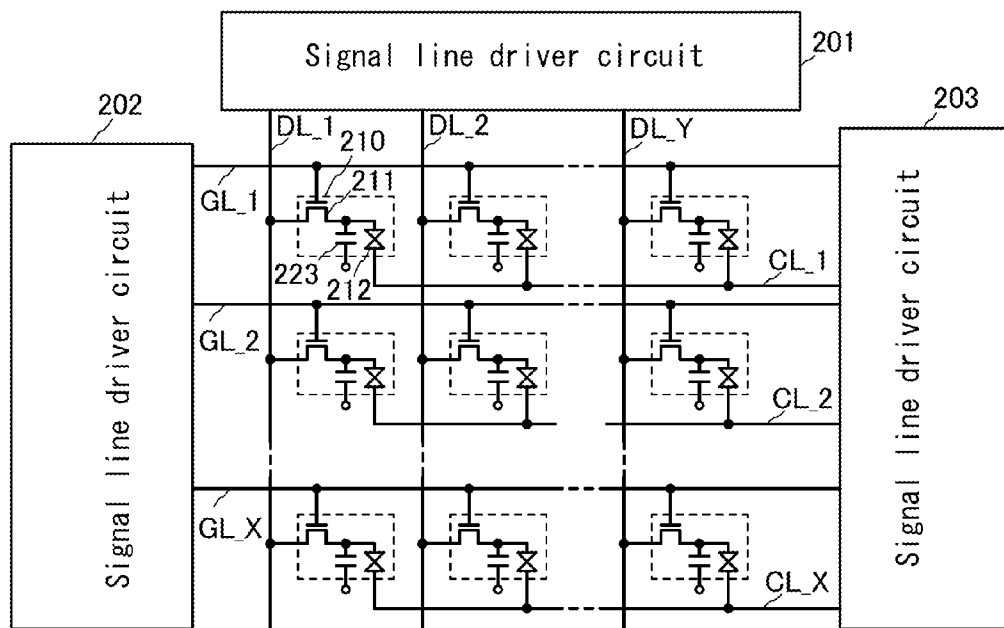 Signal line driver circuit
201
202
203
DL_1
DL_2
DL_Y
210
211
GL_1
223
212
CL_1
GL_2
CL_2
GL_X
CL_X
Signal line driver circuit
Signal line driver circuit